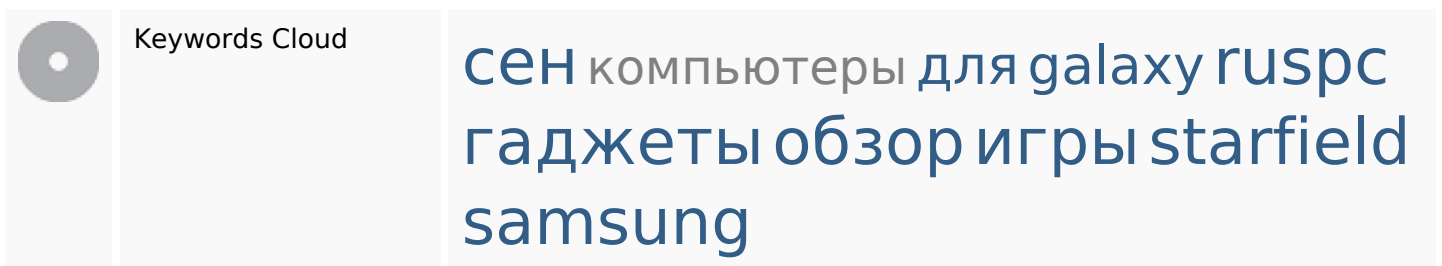 Keywords Cloud
сен компьютеры для galaxy ruspc
гаджеты обзор игры starfield
samsung